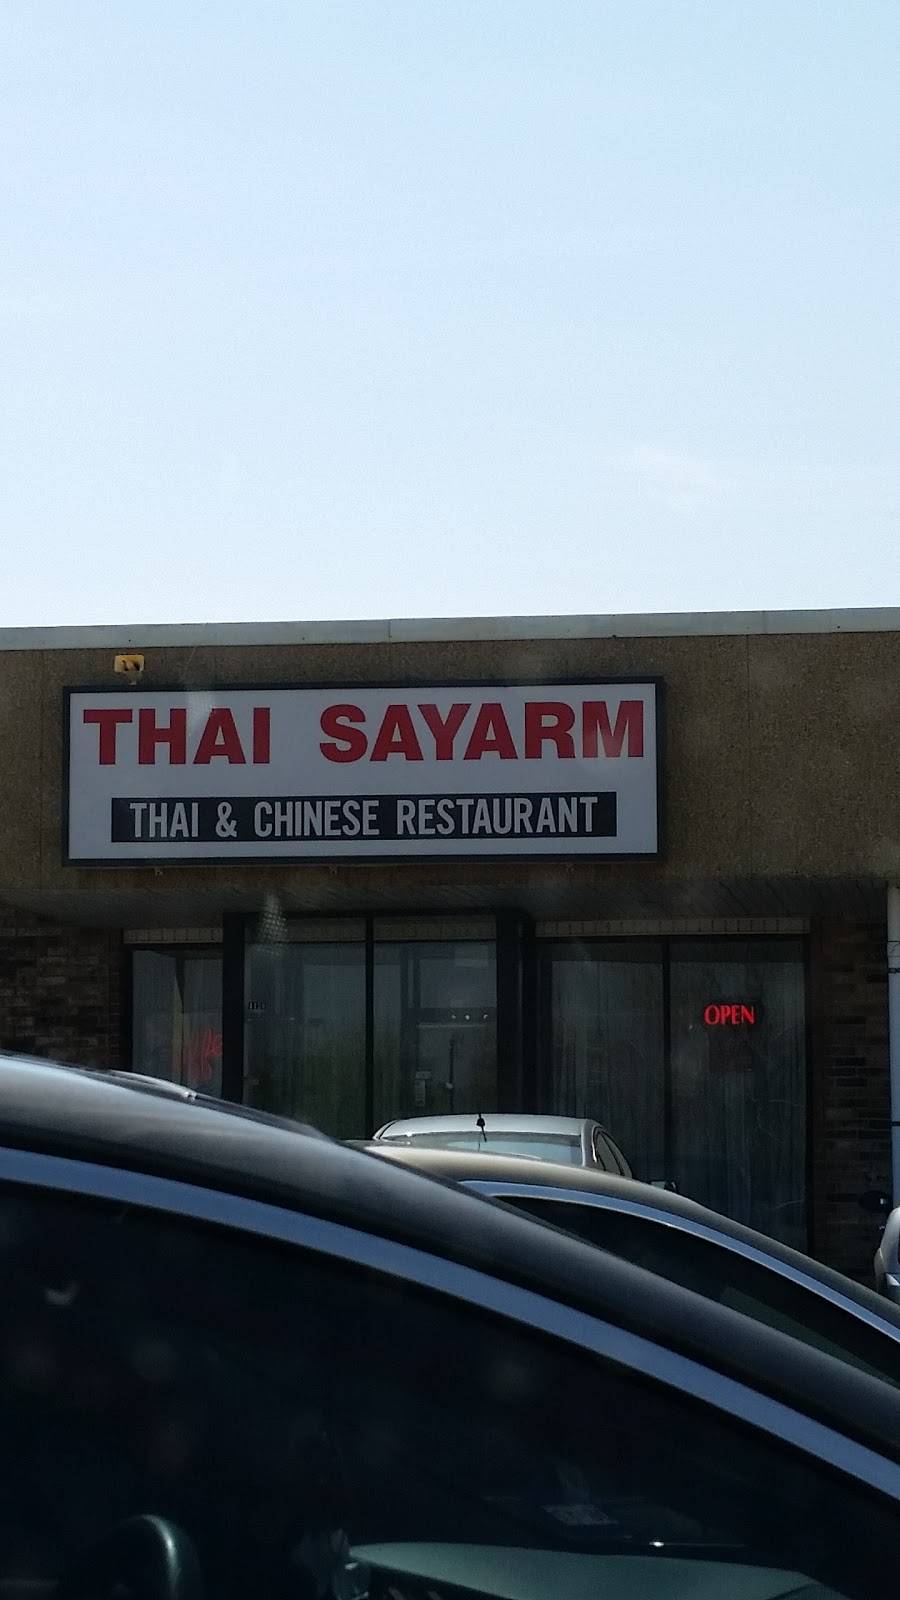 THAI SAYARM
THAI & CHINESE RESTAURANT
OPEN